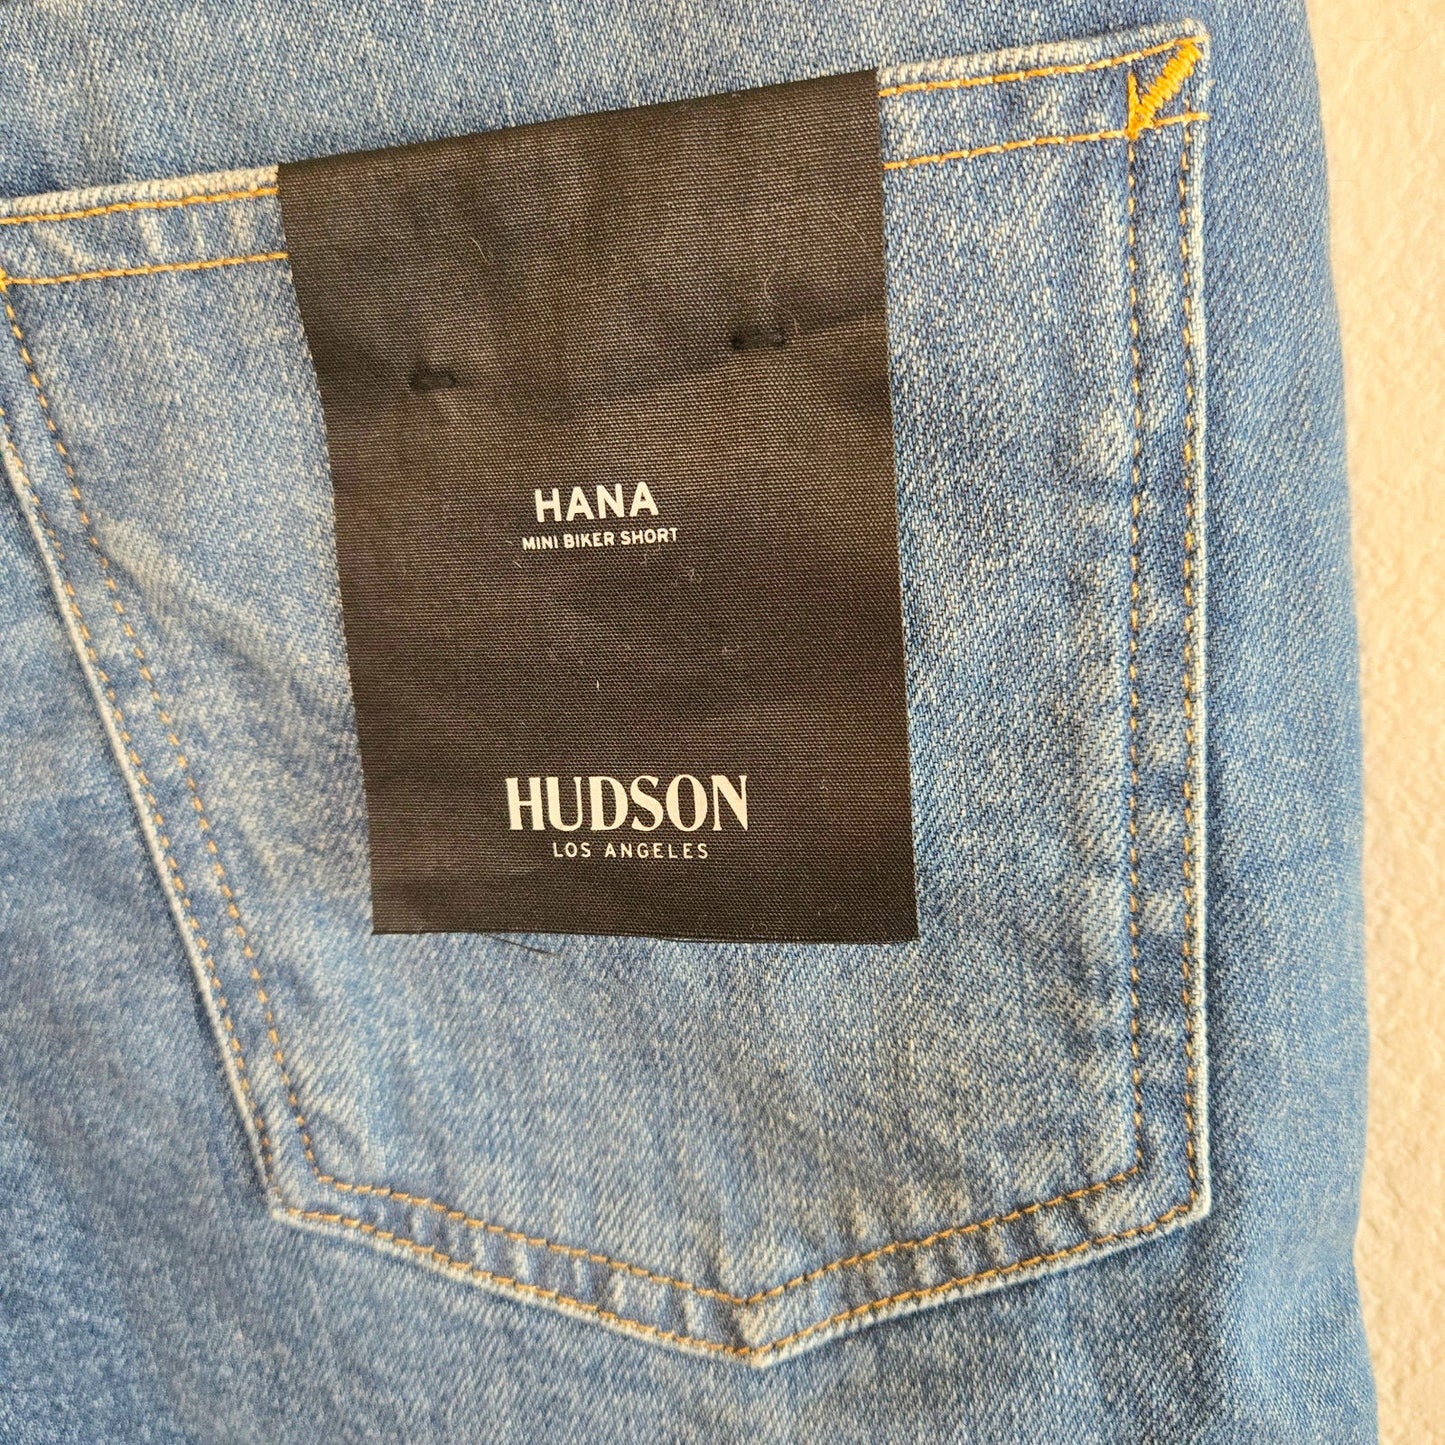 HANA
MINI BIKER SHORT
HUDSON
LOS ANGELES